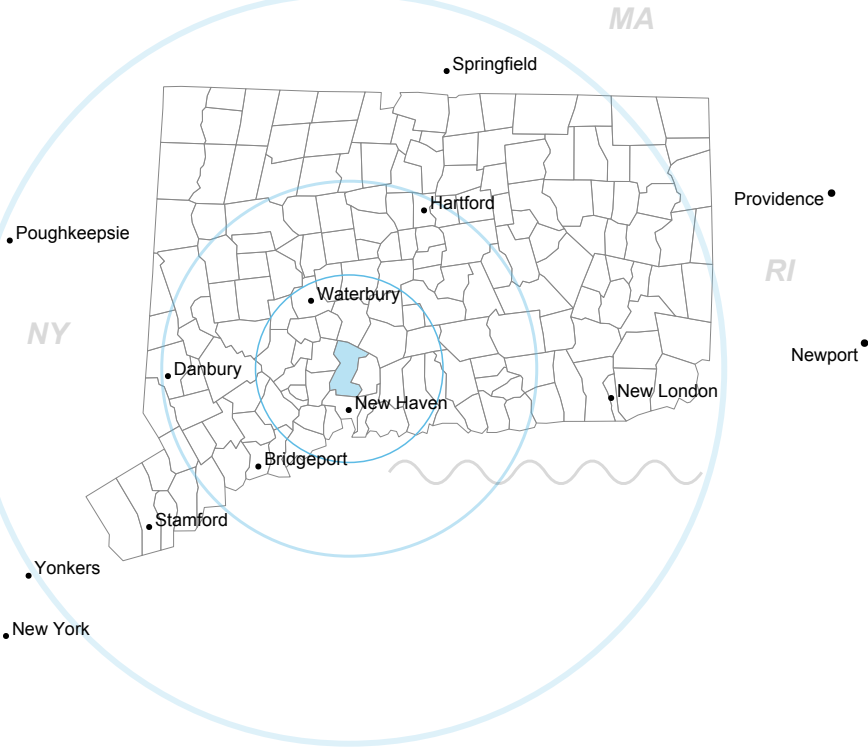 MA
Springfield
Providence
Hartford
Poughkeepsie
RI
Waterbury
NY
Newport
Danbury
New London
New Haven
Bridgeport
Stamford
Yonkers
New York